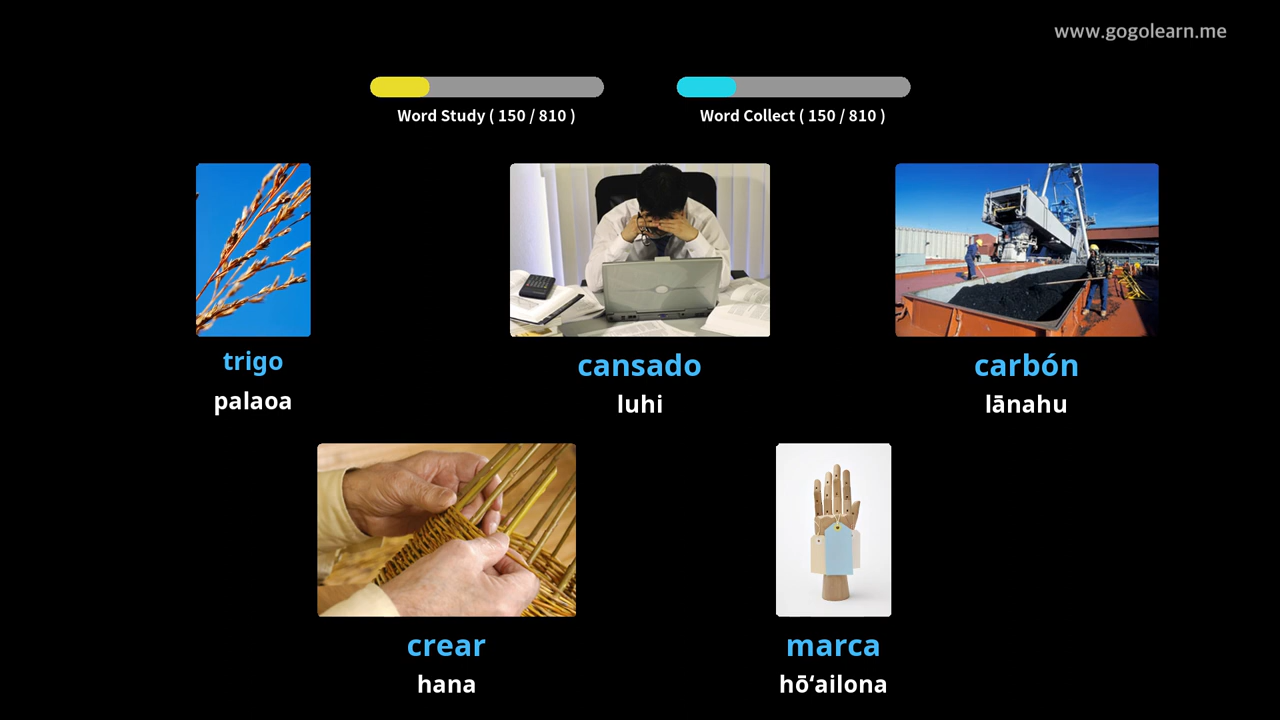 www.gogolearn.me
Word Study ( 150 / 810 )
Word Collect ( 150 / 810 )
trigo
palaoa
cansado
luhi
carbón
lānahu
crear
hana
marca
hōʻailona